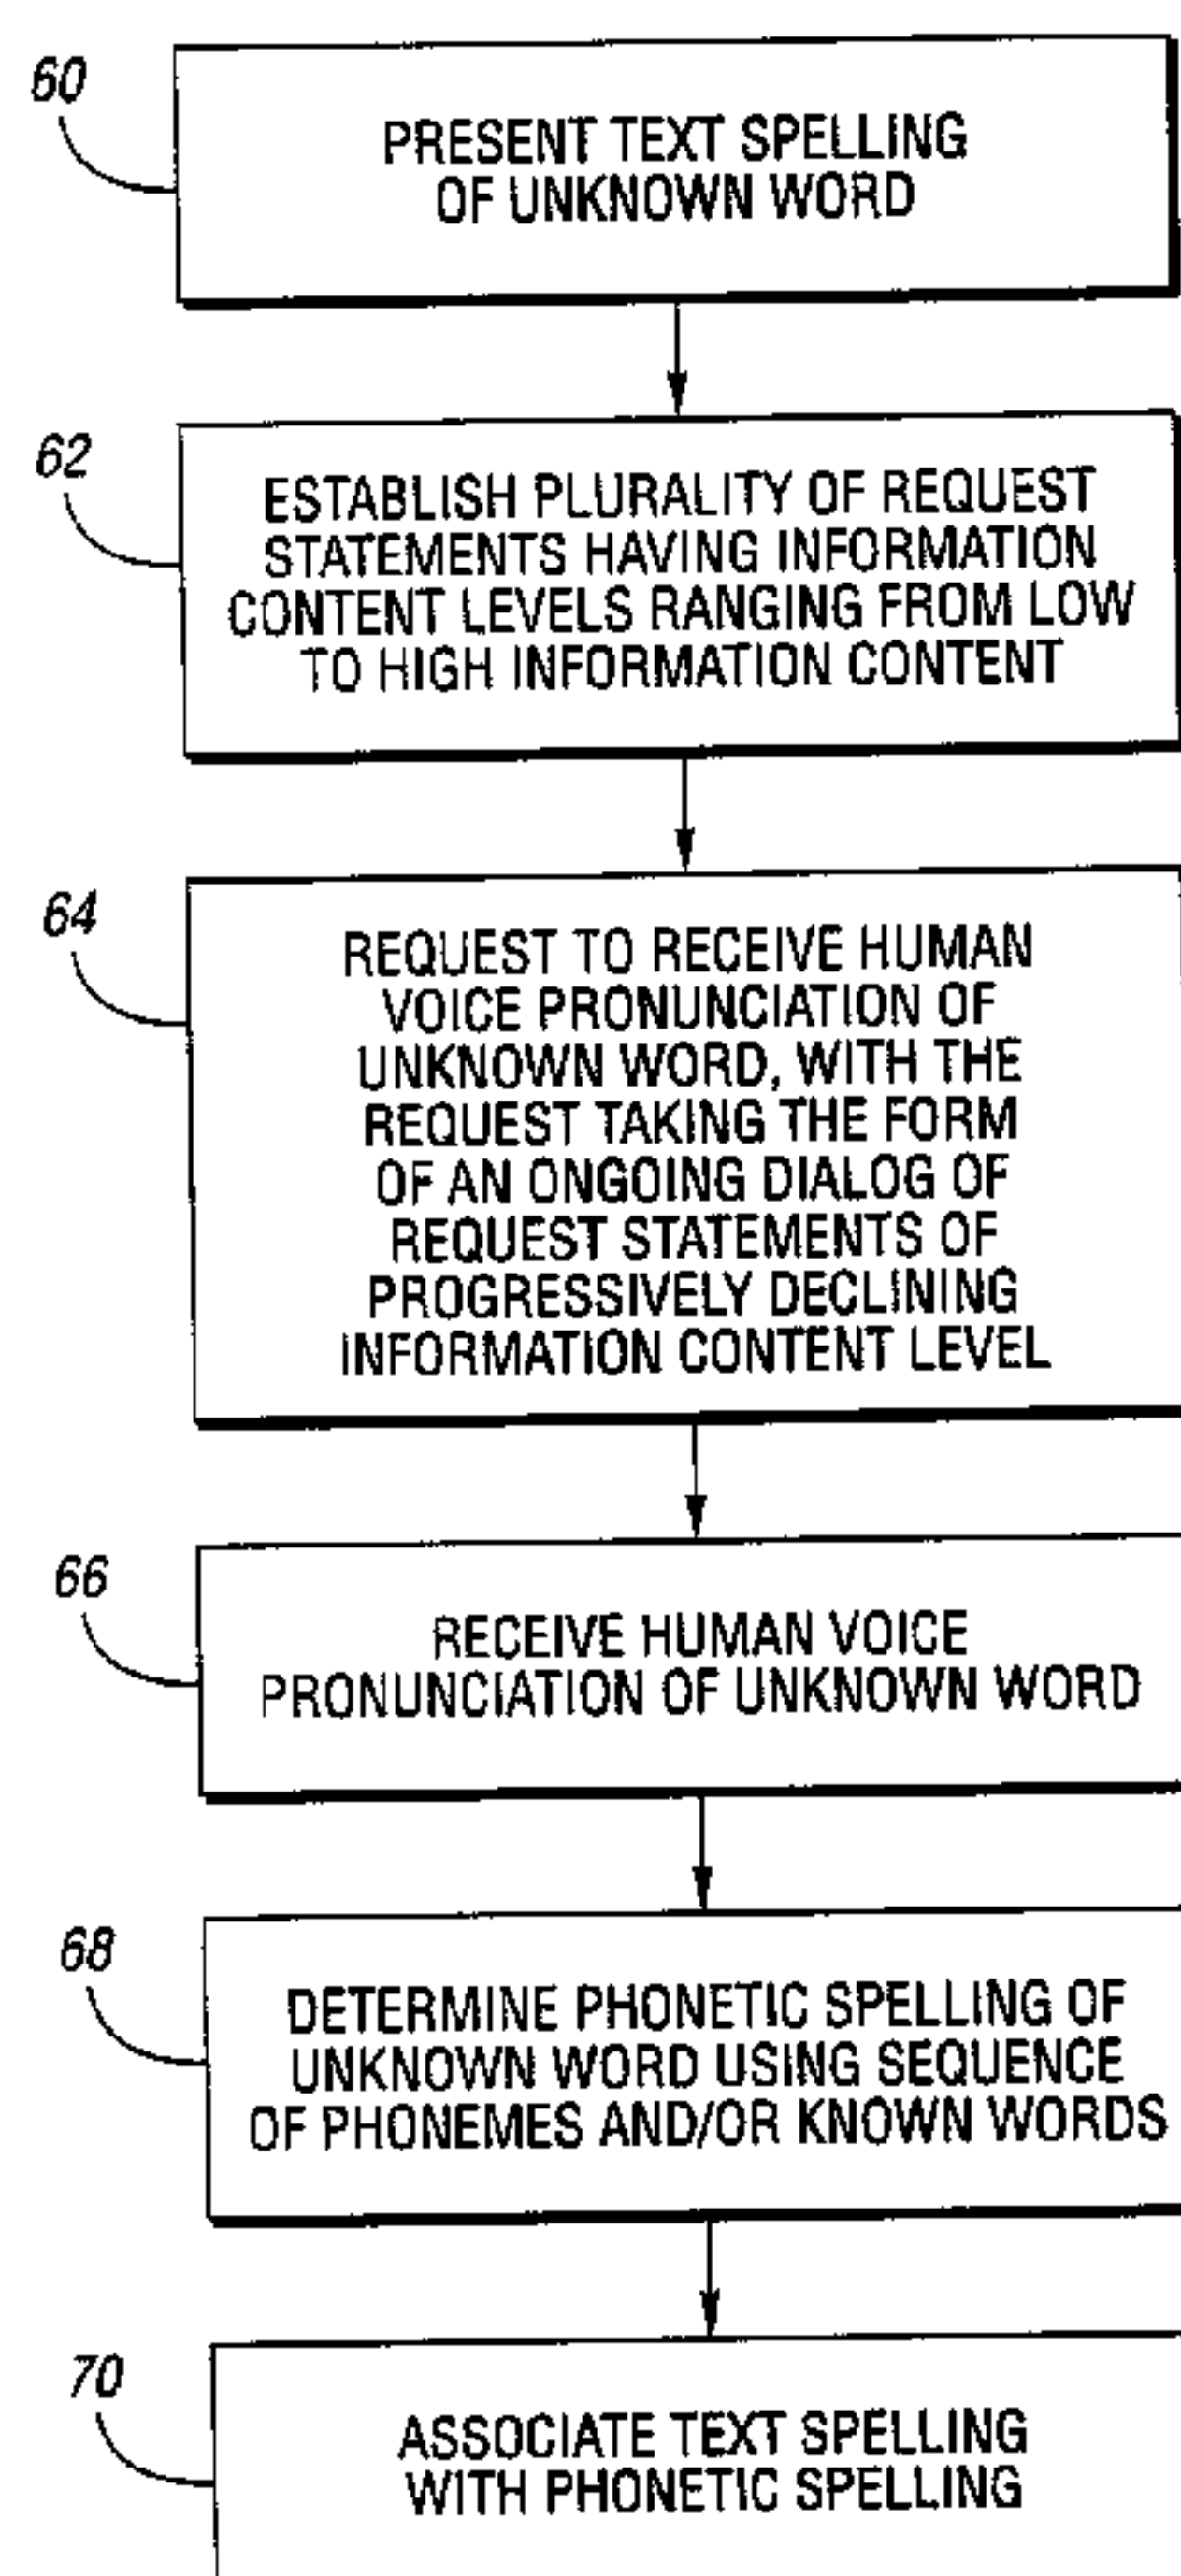 60
PRESENT TEXT SPELLING
OF UNKNOWN WORD
62
ESTABLISH PLURALITY OF REQUEST
STATEMENTS HAVING INFORMATION
CONTENT LEVELS RANGING FROM LOW
TO HIGH INFORMATION CONTENT
64
REQUEST TO RECEIVE HUMAN
VOICE PRONUNCIATION OF
UNKNOWN WORD, WITH THE
REQUEST TAKING THE FORM
OF AN ONGOING DIALOG OF
REQUEST STATEMENTS OF
PROGRESSIVELY DECLINING
INFORMATION CONTENT LEVEL
66
RECEIVE HUMAN VOICE
PRONUNCIATION OF UNKNOWN WORD
68
DETERMINE PHONETIC SPELLING OF
UNKNOWN WORD USING SEQUENCE
OF PHONEMES AND/OR KNOWN WORDS
70
ASSOCIATE TEXT SPELLING
WITH PHONETIC SPELLING